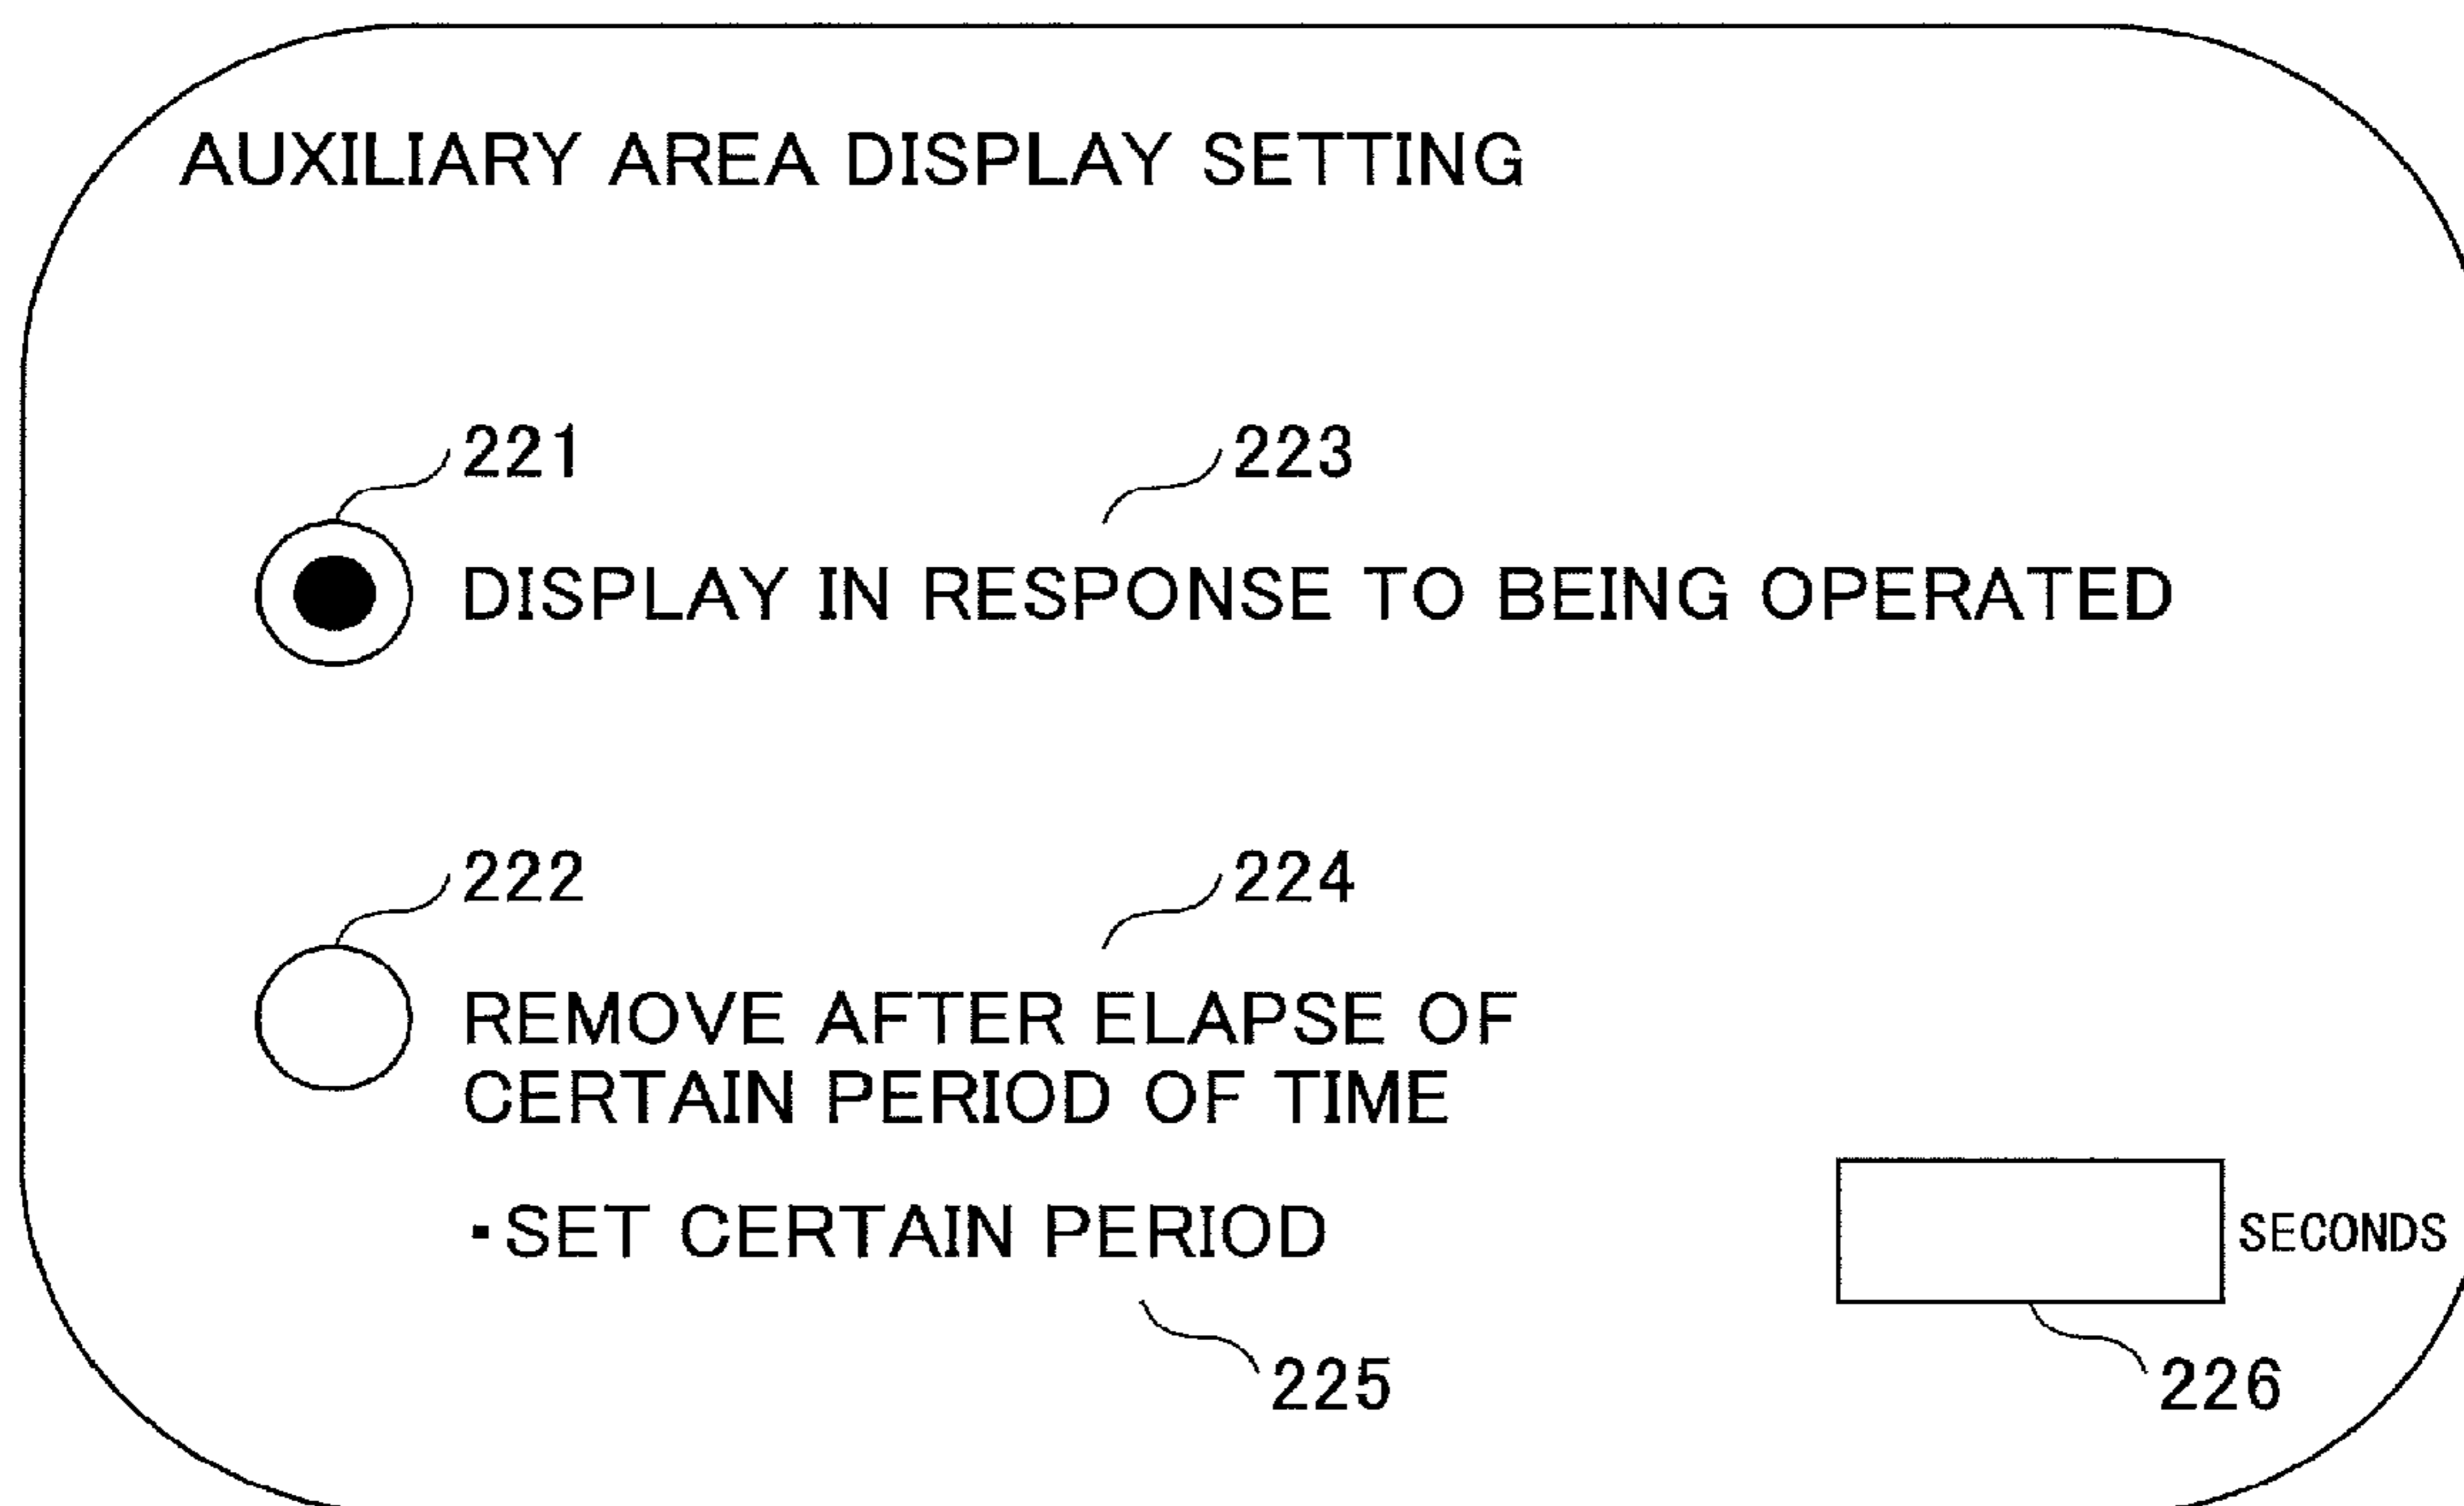 AUXILIARY AREA DISPLAY SETTING
221
223
DISPLAY IN RESPONSE TO BEING OPERATED
222
224
REMOVE AFTER ELAPSE OF
CERTAIN PERIOD OF TIME
▪SET CERTAIN PERIOD
SECONDS
225
226